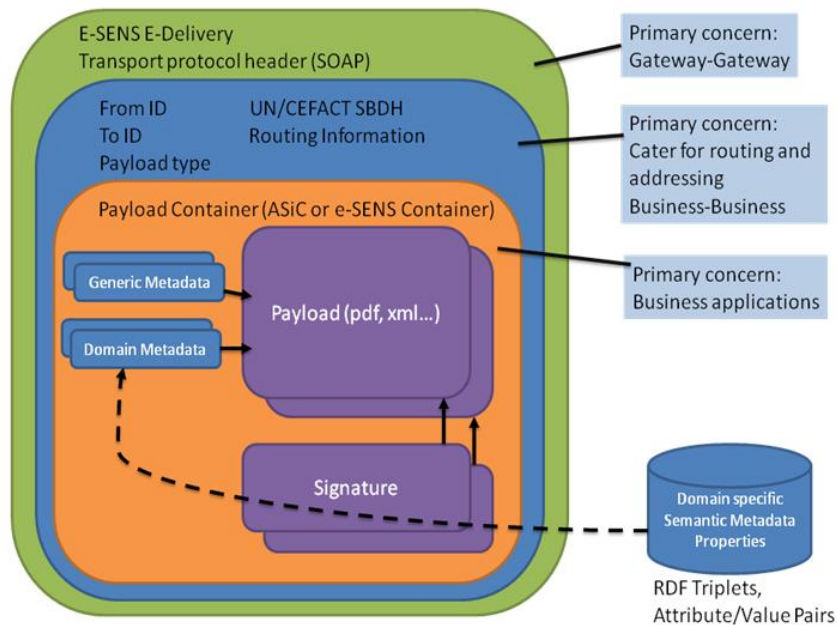 E-SENS E-Delivery
Transport protocol header (SOAP)
Primary concern:
Gateway-Gateway
From ID
To ID
Payload type
UN/CEFACT SBDH
Routing Information
Primary concern:
Cater for routing and
addressing
Business-Business
Payload Container (ASiC or e-SENS Container)
Primary concern:
Business applications
Generic Metadata
Domain Metadata
Payload (pdf, xml...)
Signature
Domain specific
Semantic Metadata
Properties
RDF Triplets,
Attribute/Value Pairs